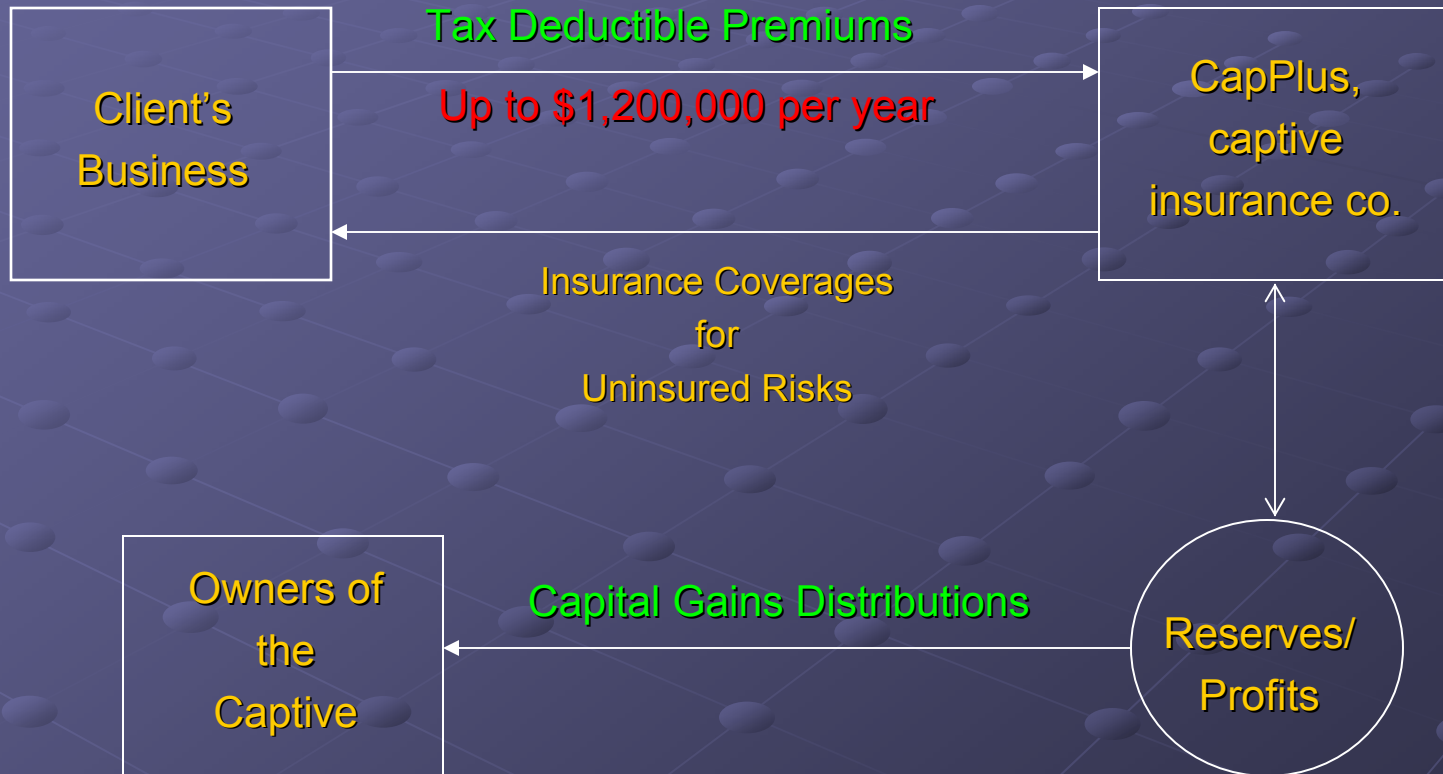 Tax Deductible Premiums
Up to $1,200,000 per year
Client’s
Business
CapPlus,
captive
insurance co.
Insurance Coverages
for
Uninsured Risks
Owners of
the
Captive
Capital Gains Distributions
Reserves/
Profits